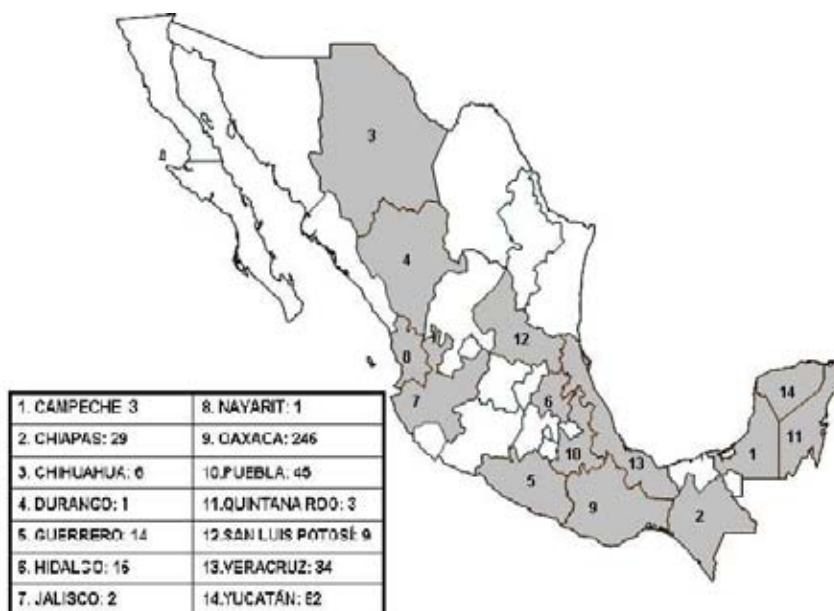 3
4
12
8
7
6
10
13
5
9
2
1
14
11
1. CAMPECHE 3 8. NAYARIT: 1
2. CHIAPAS: 29 9. OAXACA: 246
3. CHIHUAHUA: 6 10. PUEBLA: 45
4. DURANGO: 1 11.QUINTANA ROO: 3
5. GUERRERO: 14 12.SAN LUIS POTOSÍ: 9
6. HIDALGO: 13.VERACRUZ: 34
7. JALISCO: 2 14.YUCATÁN: